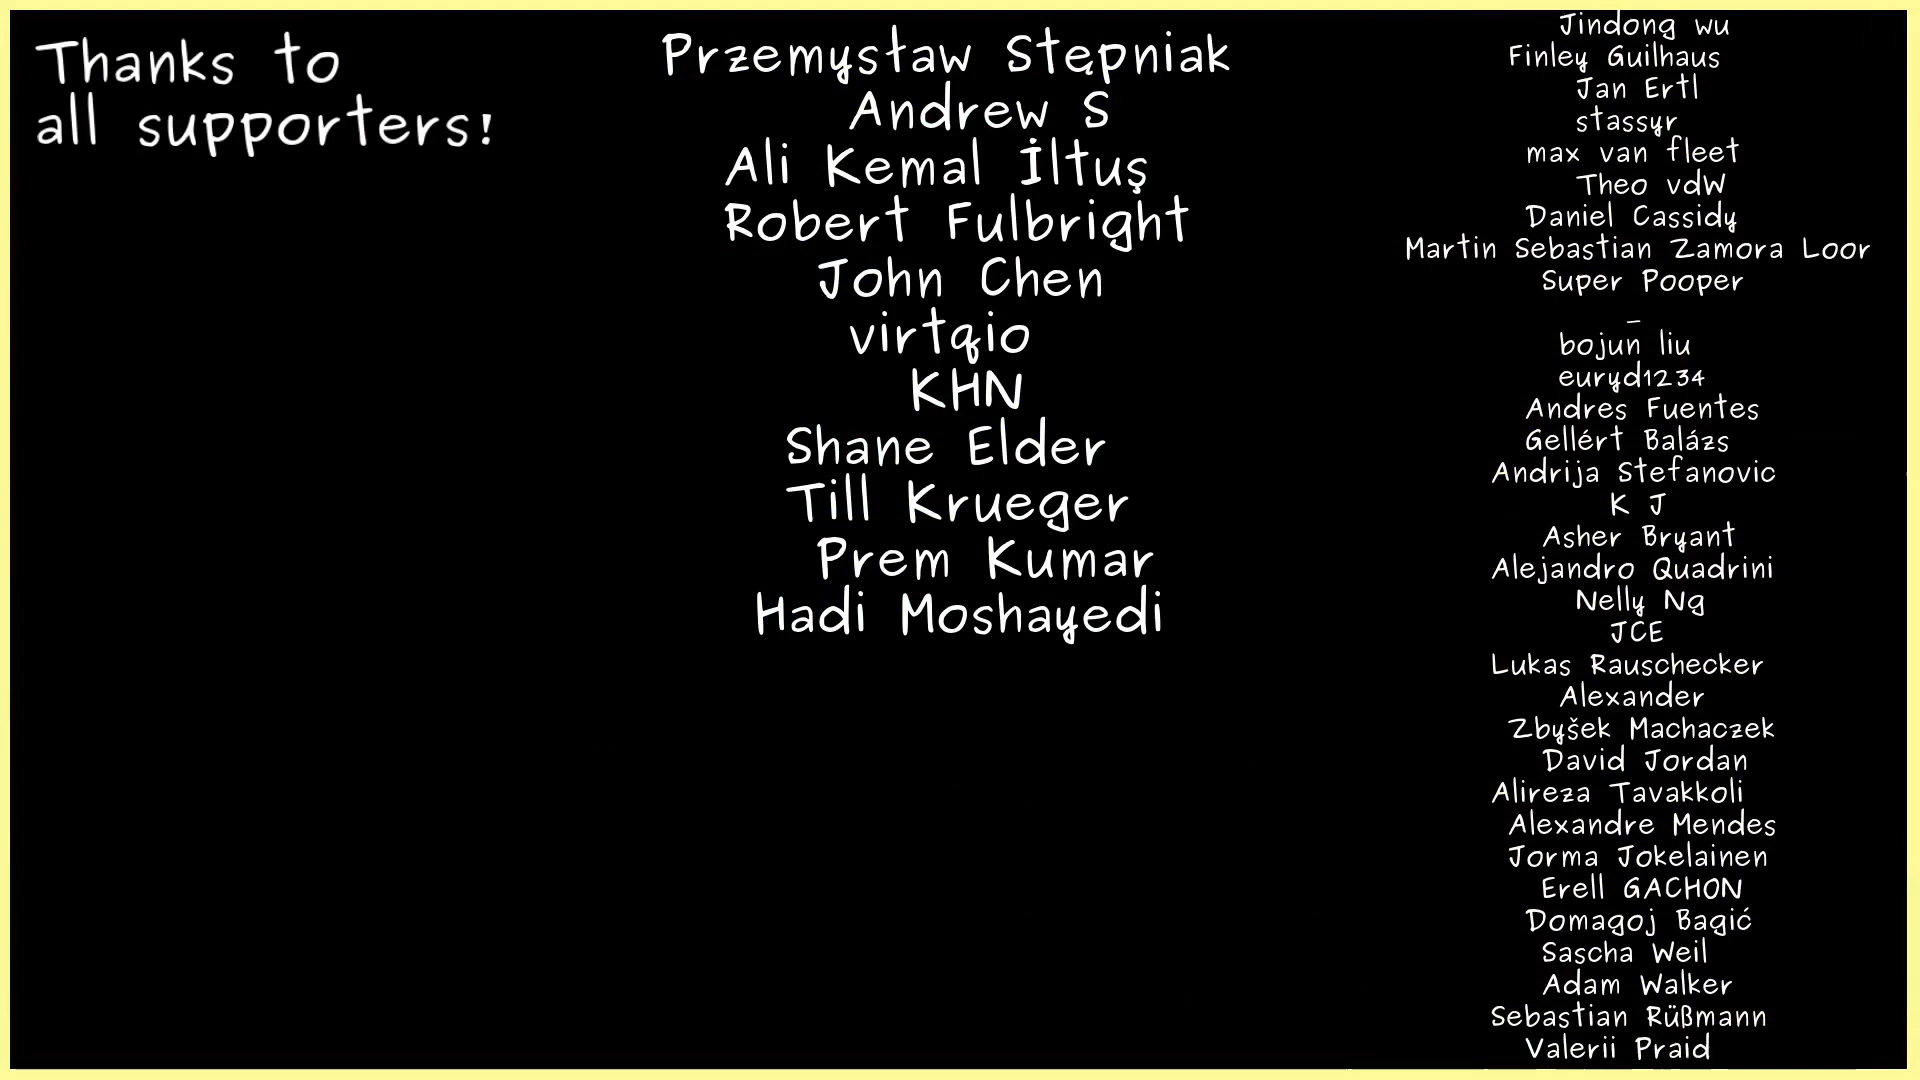 Thanks to
all supporters!
Przemysław Stępniak
Andrew S
Ali Kemal İltuş
Robert Fulbright
John Chen
virtqio
KHN
Shane Elder
Till Krueger
Prem Kumar
Hadi Moshayedi
Jindong wu
Finley Guilhaus
Jan Ertl
stassyr
max van fleet
Theo vdW
Daniel Cassidy
Martin Sebastian Zamora Loor
Super Pooper
_
bojun liu
euryd1234
Andres Fuentes
Gellért Balázs
Andrija Stefanovic
K J
Asher Bryant
Alejandro Quadrini
Nelly Ng
JCE
Lukas Rauschecker
Alexander
Zbyšek Machaczek
David Jordan
Alireza Tavakkoli
Alexandre Mendes
Jorma Jokelainen
Erell GACHON
Domagoj Bagić
Sascha Weil
Adam Walker
Sebastian Rüßmann
Valerii Praid